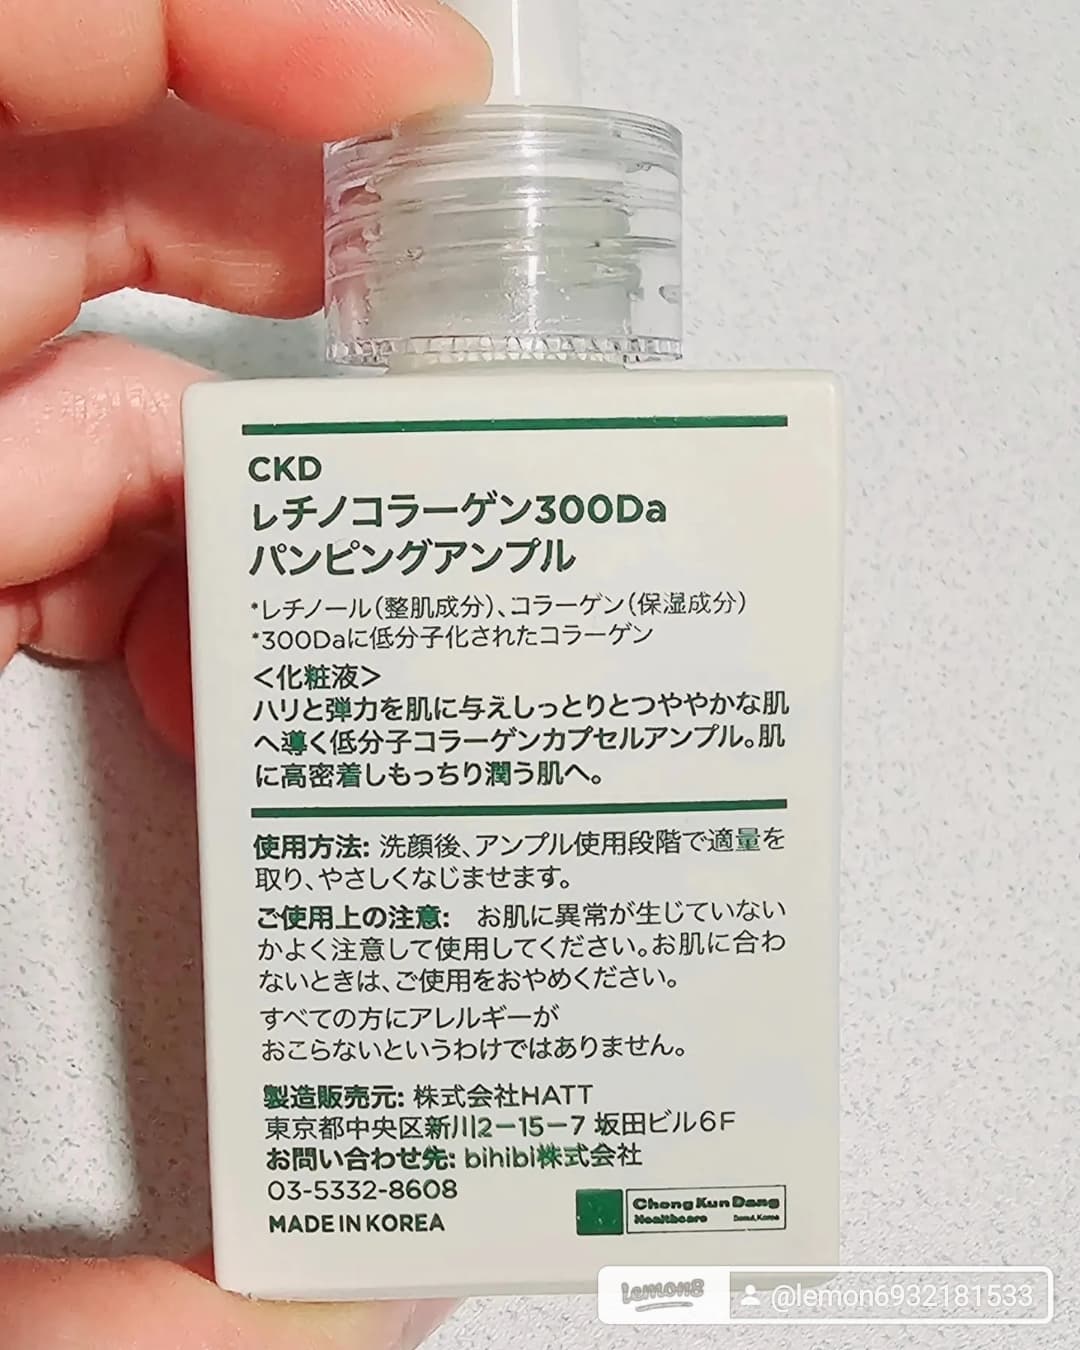 CKD
レチノコラーゲン300Da
パンピングアンプル
*レチノール(整肌成分)、コラーゲン(保湿成分)
*300Daに低分子化されたコラーゲン
<化粧液>
ハリと弾力を肌に与えしっとりとつややかな肌
へ導く低分子コラーゲンカプセルアンプル。肌
に高密着しもっちり潤う肌へ。
使用方法: 洗顔後、アンプル使用段階で適量を
取り、やさしくなじませます。
ご使用上の注意: お肌に異常が生じていない
かよく注意して使用してください。お肌に合わ
ないときは、ご使用をおやめください。
すべての方にアレルギーが
おこらないというわけではありません。
製造販売元: 株式会社HATT
東京都中央区新川2-15-7 坂田ビル6F
お問い合わせ先: bihibi株式会社
03-5332-8608
MADE IN KOREA
Chong Kun Dang
Healthcare Seoul, Korea
lemon8 @lemon6932181533